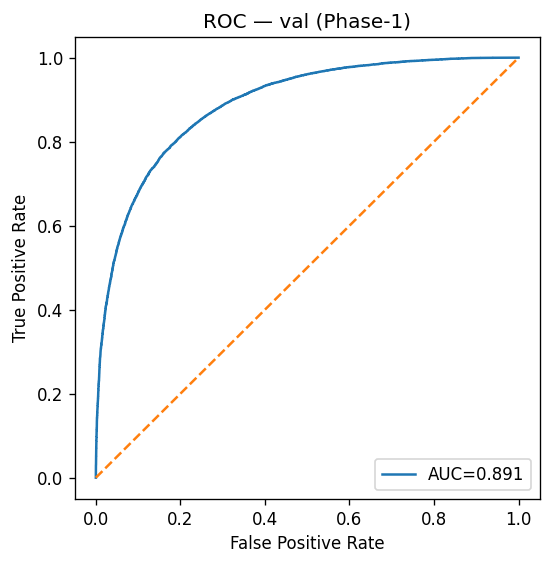 ROC — val (Phase-1)
1.0
0.8
0.6
0.4
0.2
0.0
True Positive Rate
AUC=0.891
0.0 0.2 0.4 0.6 0.8 1.0
False Positive Rate